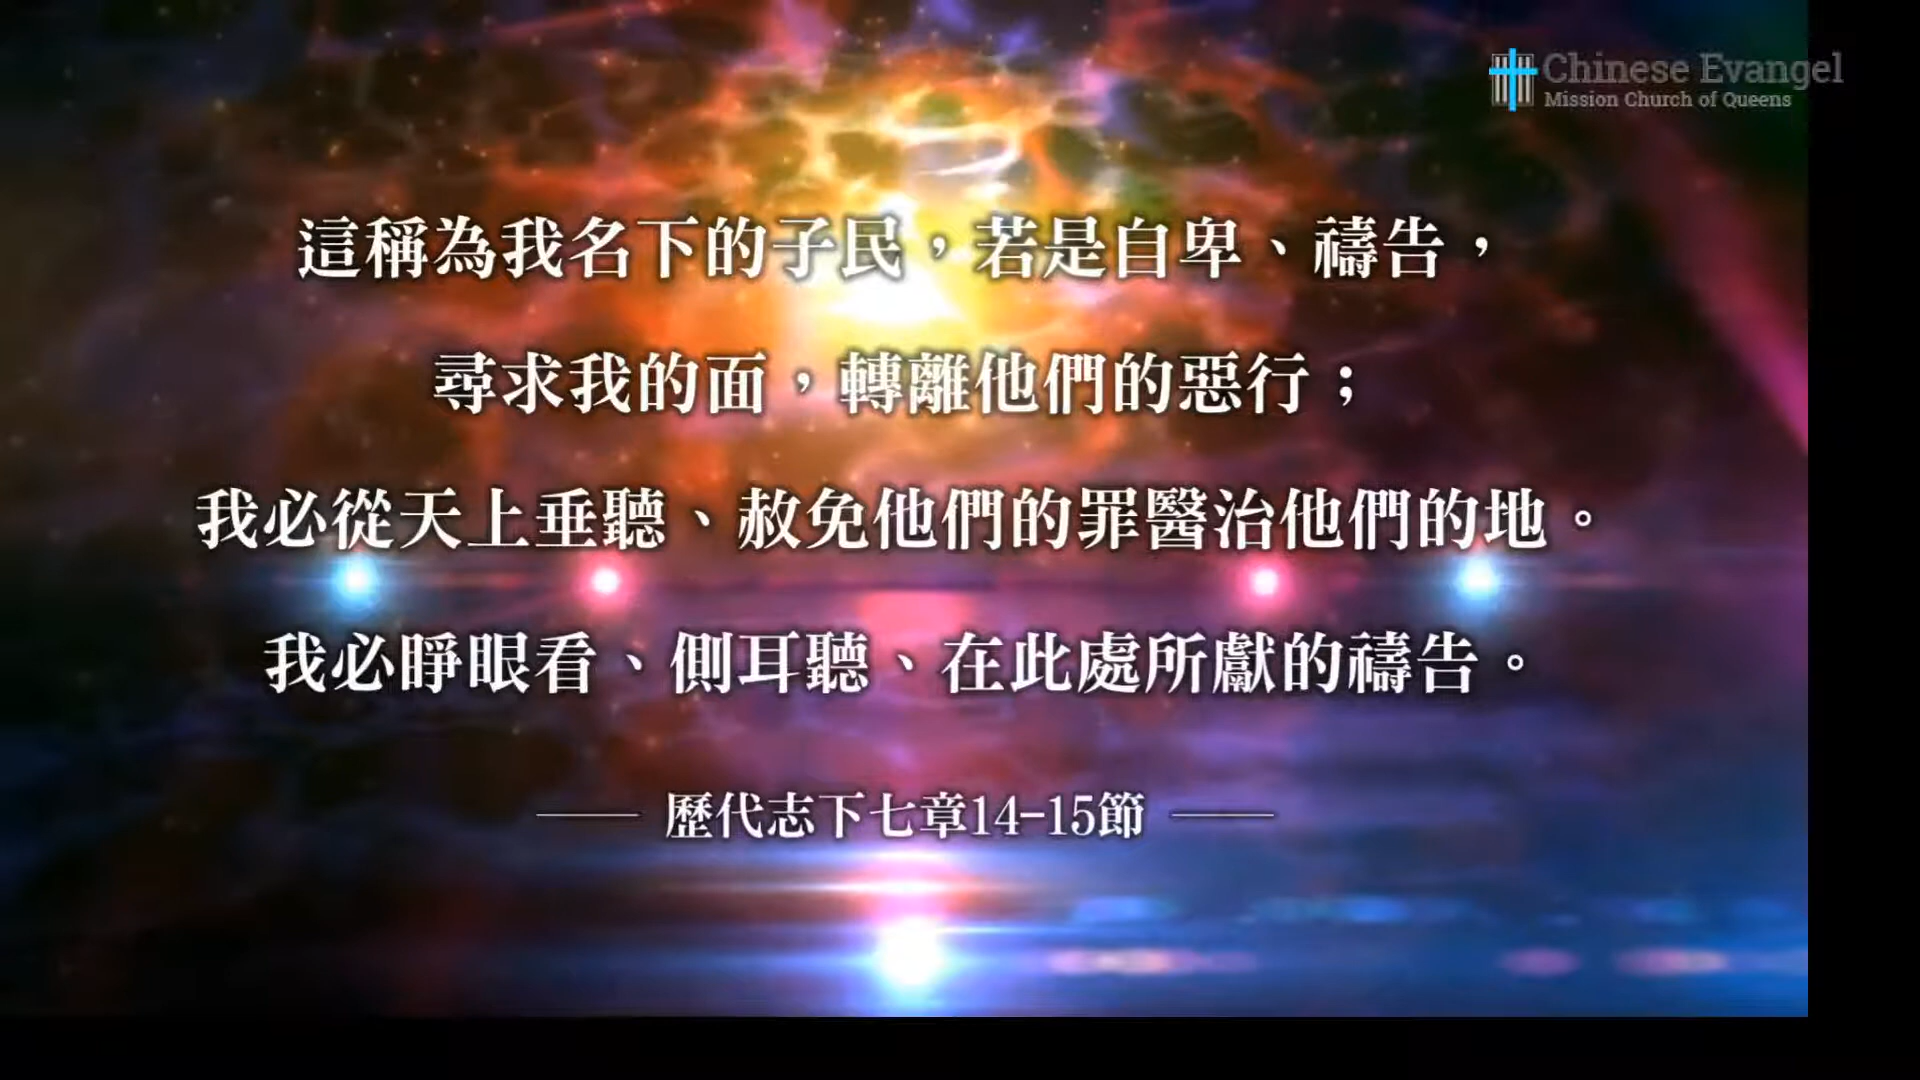 Chinese Evangel
Mission Church of Queens
這稱為我名下的子民，若是自卑、禱告，
尋求我的面，轉離他們的惡行；
我必從天上垂聽、赦免他們的罪醫治他們的地。
我必睜眼看、側耳聽、在此處所獻的禱告。
—— 歷代志下七章14-15節 ——